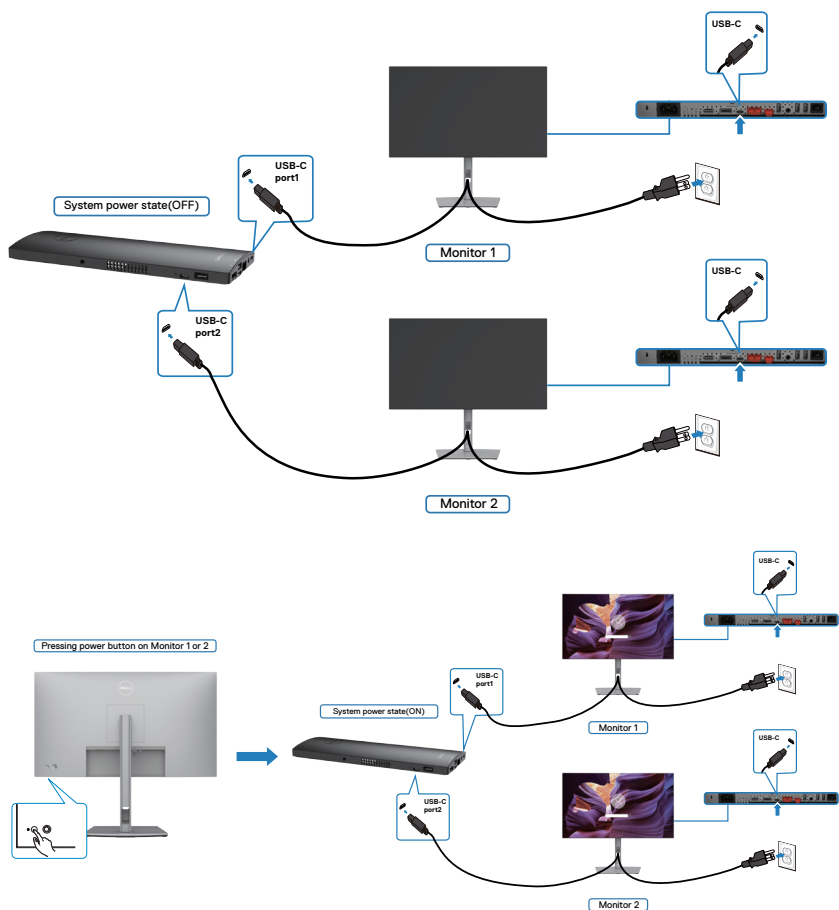 USB-C
USB-C
port1
System power state(OFF)
Monitor 1
USB-C
USB-C
port2
Monitor 2
USB-C
Pressing power button on Monitor 1 or 2
DELL
USB-C
port1
System power state(ON)
Monitor 1
USB-C
USB-C
port2
Monitor 2